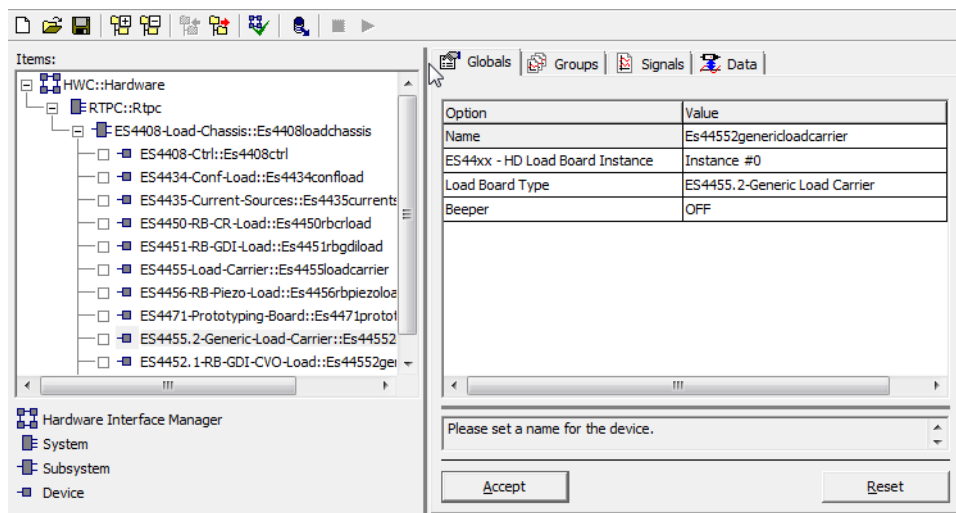 Items:
HWC::Hardware
RTPC::Rtpc
ES4408-Load-Chassis::Es4408loadchassis
ES4408-Ctrl::Es4408ctrl
ES4434-Conf-Load::Es4434confload
ES4435-Current-Sources::Es4435currents
ES4450-RB-CR-Load::Es4450rbcrload
ES4451-RB-GDI-Load::Es4451rbgdiload
ES4455-Load-Carrier::Es4455loadcarrier
ES4456-RB-Piezo-Load::Es4456rbpiezoloa
ES4471-Prototyping-Board::Es4471protot
ES4455.2-Generic-Load-Carrier::Es44552
ES4452.1-RB-GDI-CVO-Load::Es44552ger
Hardware Interface Manager
System
Subsystem
Device
Globals Groups Signals Data
Option Value
Name Es44552genericloadcarrier
ES44xx - HD Load Board Instance Instance #0
Load Board Type ES4455.2-Generic Load Carrier
Beeper OFF
Please set a name for the device.
Accept Reset